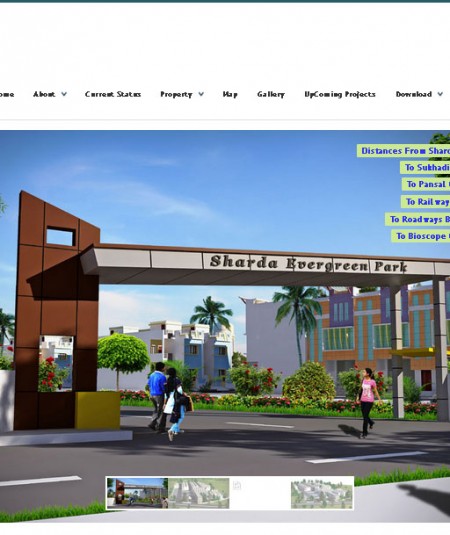 ome About Current Status Property Map Gallery UpComing Projects Download
Distances From Shard
To Sukhadi
To Pansal
To Railway
To Roadways B
To Bioscope
Sharda Evergreen Park